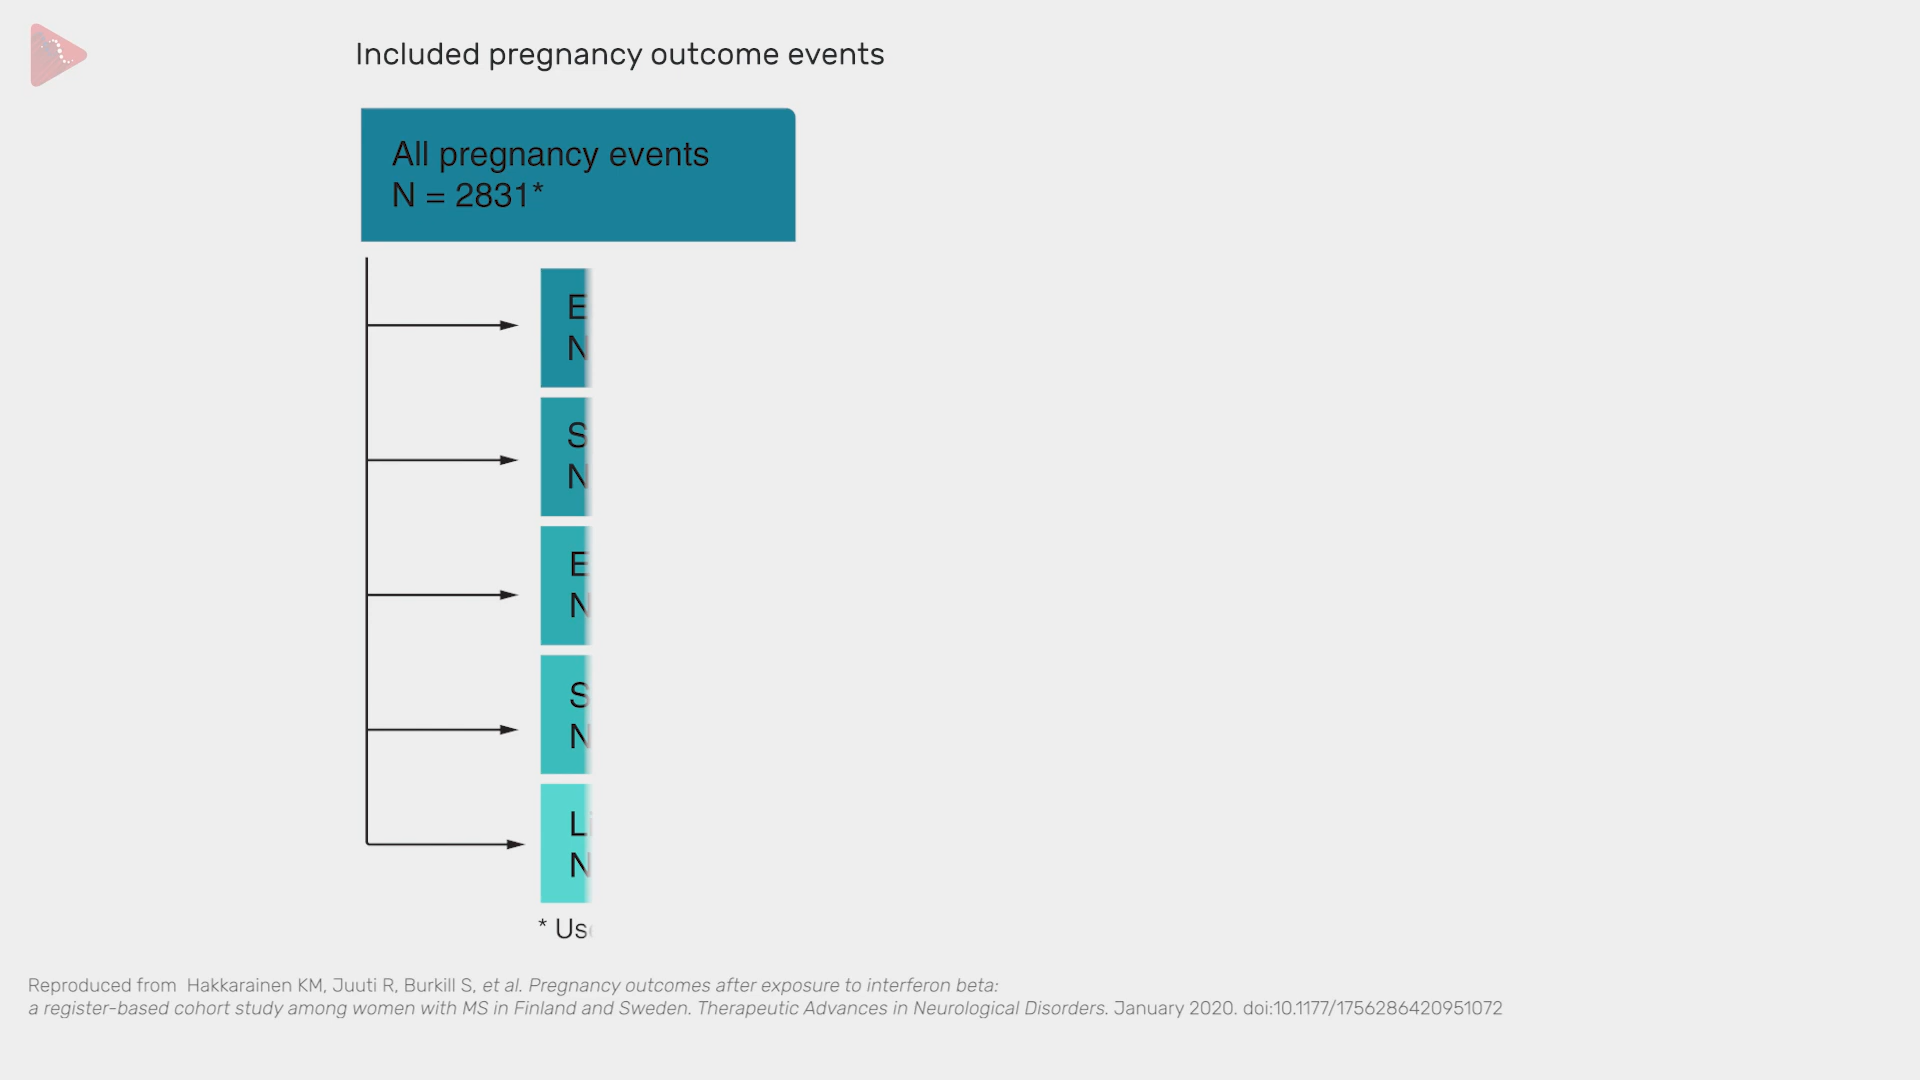 Included pregnancy outcome events
All pregnancy events
N = 2831*
E
N
S
N
E
N
S
N
L
N
* Us
Reproduced from Hakkarainen KM, Juuti R, Burkill S, et al. Pregnancy outcomes after exposure to interferon beta:
a register-based cohort study among women with MS in Finland and Sweden. Therapeutic Advances in Neurological Disorders. January 2020. doi:10.1177/1756286420951072